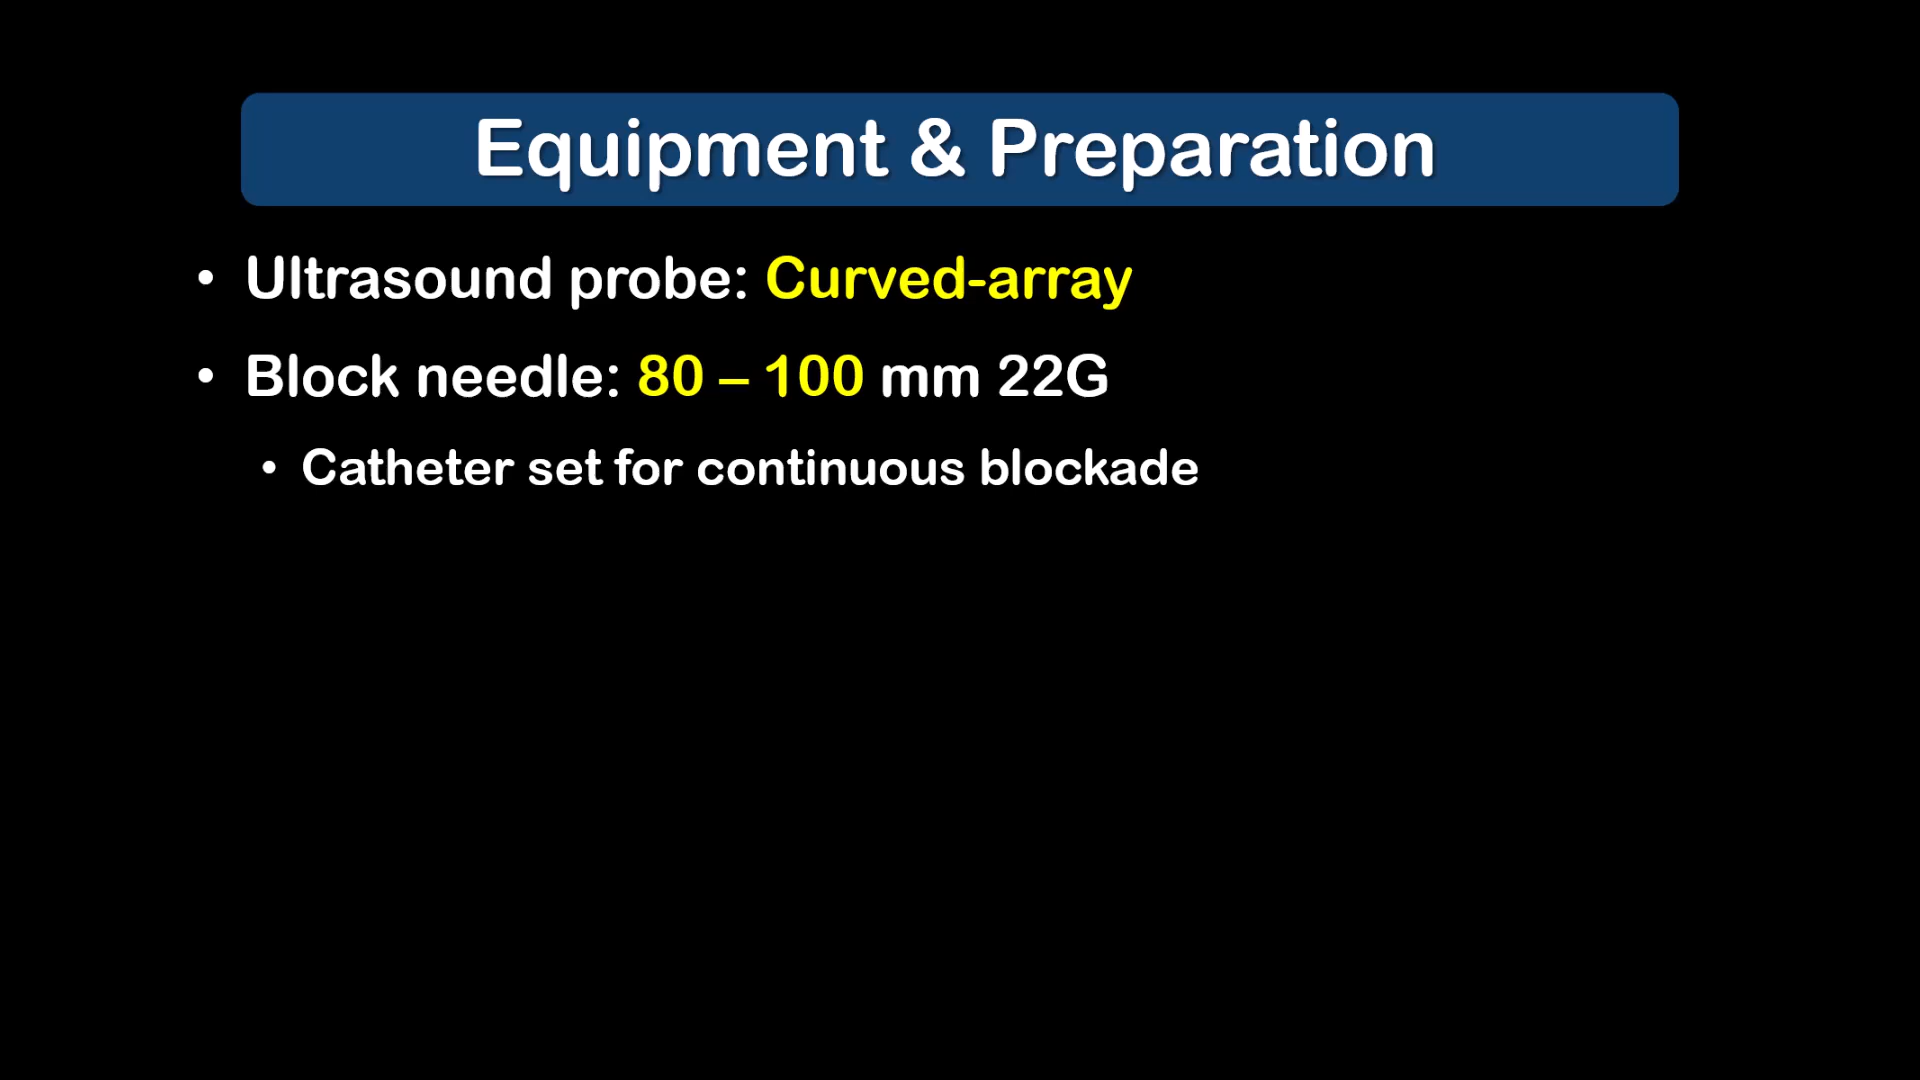 Equipment & Preparation
• Ultrasound probe: Curved-array
• Block needle: 80 – 100 mm 22G
• Catheter set for continuous blockade